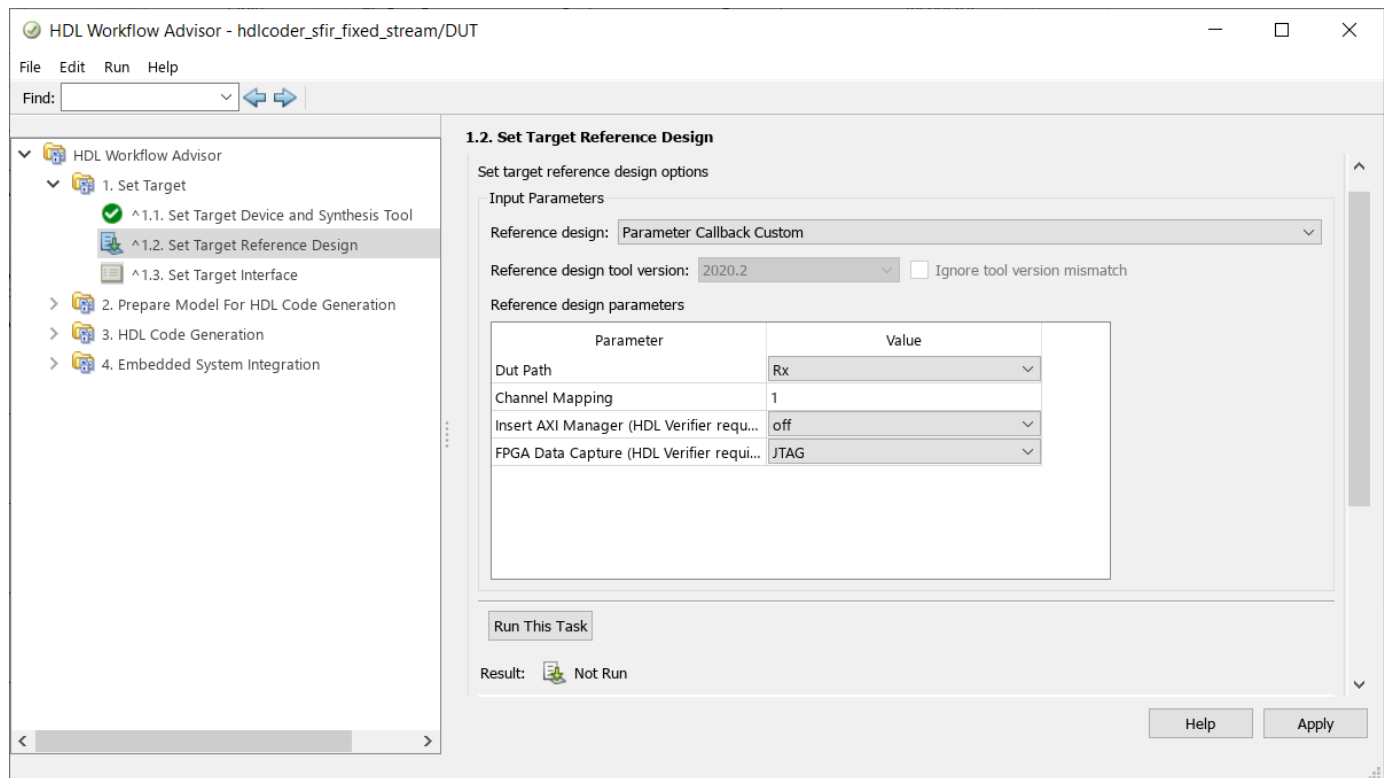 HDL Workflow Advisor - hdlcoder_sfir_fixed_stream/DUT
File Edit Run Help
Find:
HDL Workflow Advisor
1. Set Target
^1.1. Set Target Device and Synthesis Tool
^1.2. Set Target Reference Design
^1.3. Set Target Interface
2. Prepare Model For HDL Code Generation
3. HDL Code Generation
4. Embedded System Integration
1.2. Set Target Reference Design
Set target reference design options
Input Parameters
Reference design: Parameter Callback Custom
Reference design tool version: 2020.2 Ignore tool version mismatch
Reference design parameters
Parameter Value
Dut Path Rx
Channel Mapping 1
Insert AXI Manager (HDL Verifier requ... off
FPGA Data Capture (HDL Verifier requi... JTAG
Run This Task
Result: Not Run
Help Apply